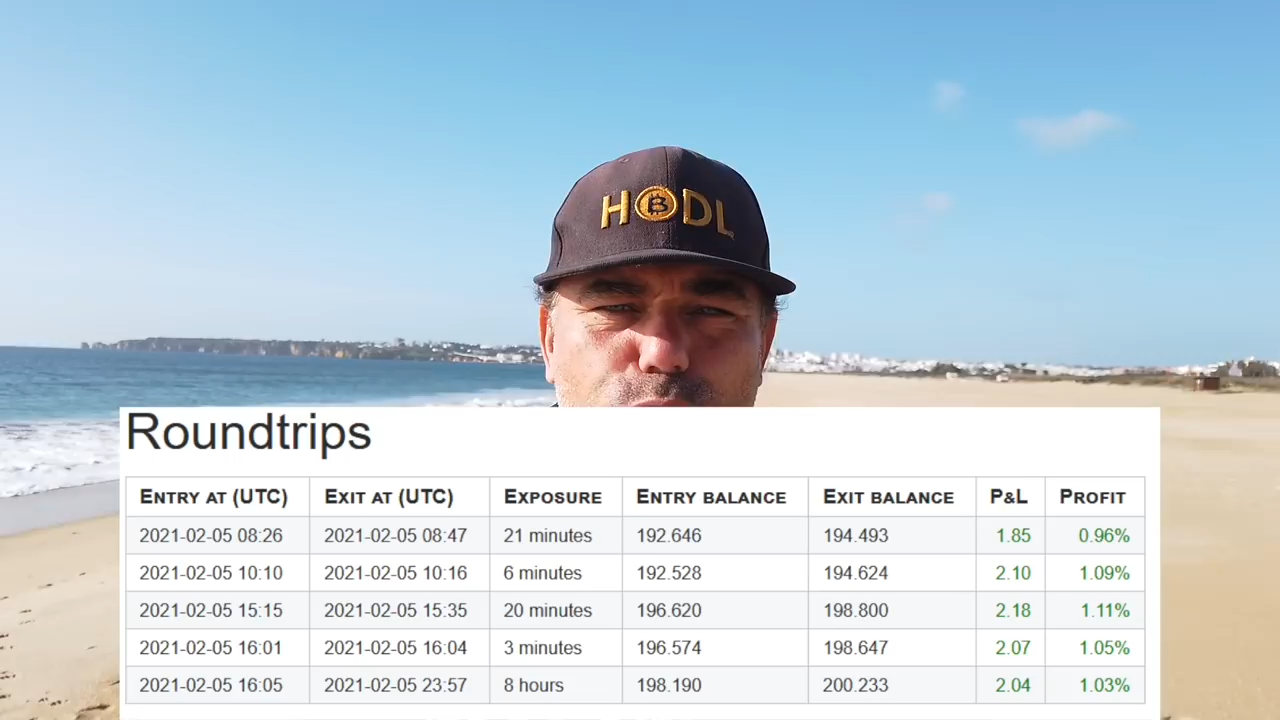 HODL
Roundtrips
ENTRY AT (UTC) EXIT AT (UTC) EXPOSURE ENTRY BALANCE EXIT BALANCE P&L PROFIT
2021-02-05 08:26 2021-02-05 08:47 21 minutes 192.646 194.493 1.85 0.96%
2021-02-05 10:10 2021-02-05 10:16 6 minutes 192.528 194.624 2.10 1.09%
2021-02-05 15:15 2021-02-05 15:35 20 minutes 196.620 198.800 2.18 1.11%
2021-02-05 16:01 2021-02-05 16:04 3 minutes 196.574 198.647 2.07 1.05%
2021-02-05 16:05 2021-02-05 23:57 8 hours 198.190 200.233 2.04 1.03%